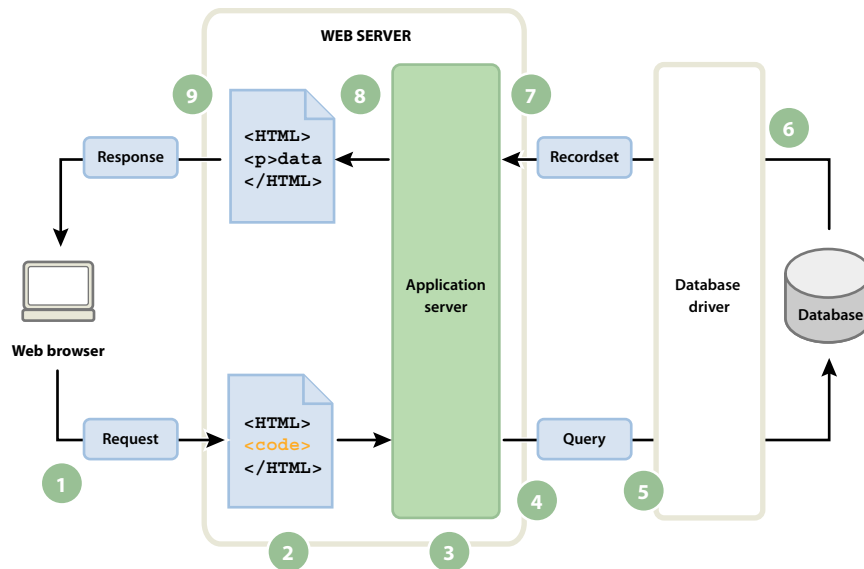 WEB SERVER
9
8
7
6
<HTML>
<p>data
</HTML>
Response
Recordset
Application
server
Database
driver
Database
Web browser
<HTML>
<code>
</HTML>
Request
Query
1
2
3
4
5